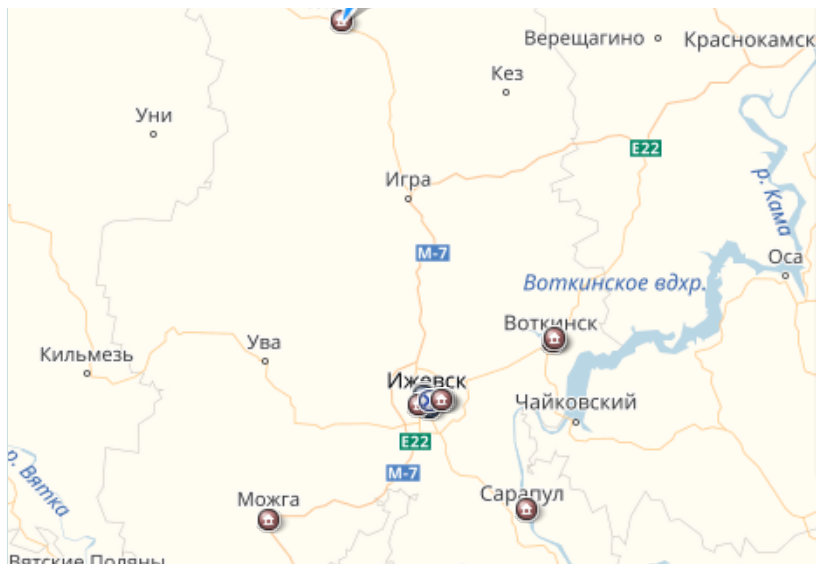 Верещагино
Краснокамск
Кез
Уни
E22
Игра
р. Кама
М-7
Оса
Воткинское вдхр.
Воткинск
Ува
Кильмезь
Ижевск
Чайковский
E22
р. Вятка
М-7
Можга
Сарапул
Вятские Поляны